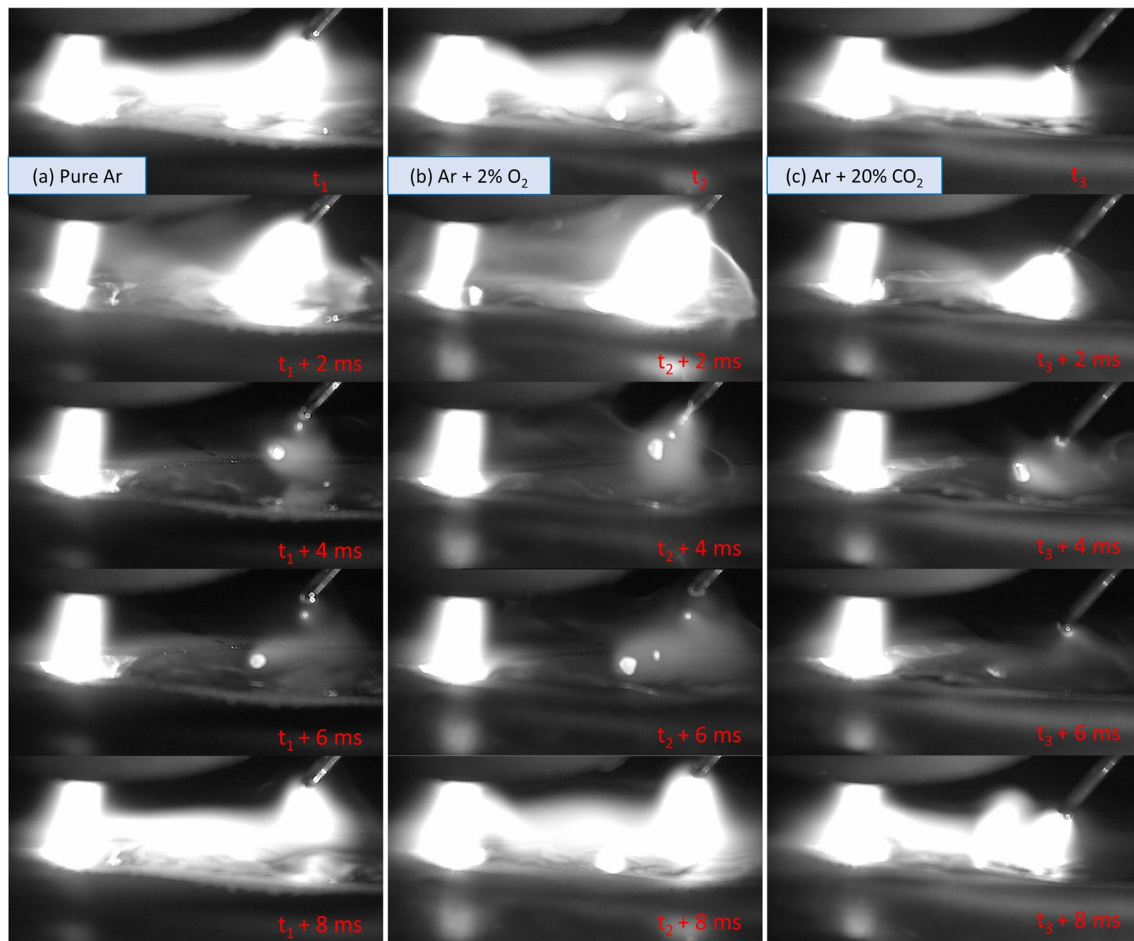 (a) Pure Ar
t₁
(b) Ar + 2% O₂
t₂
(c) Ar + 20% CO₂
t₃
t₁ + 2 ms
t₂ + 2 ms
t₃ + 2 ms
t₁ + 4 ms
t₂ + 4 ms
t₃ + 4 ms
t₁ + 6 ms
t₂ + 6 ms
t₃ + 6 ms
t₁ + 8 ms
t₂ + 8 ms
t₃ + 8 ms